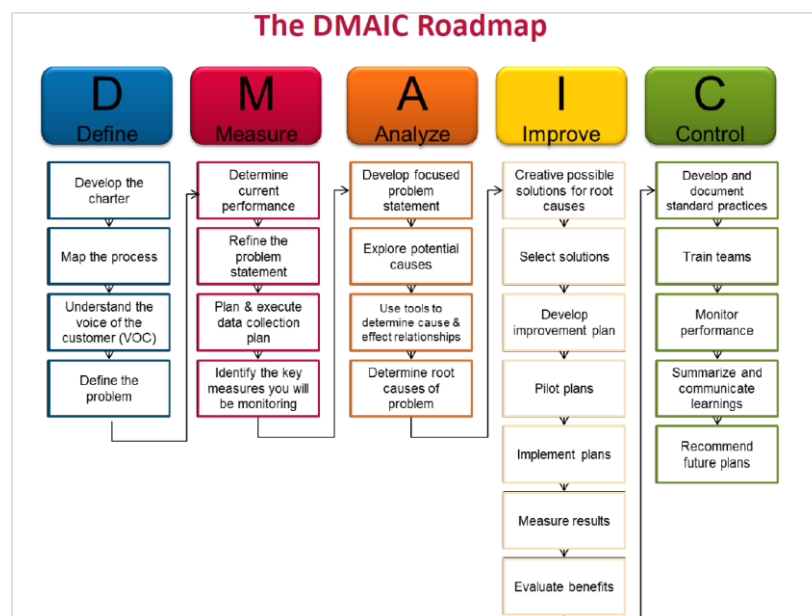 The DMAIC Roadmap
D
Define
Develop the
charter
Map the process
Understand the
voice of the
customer (VOC)
Define the
problem
M
Measure
Determine
current
performance
Refine the
problem
statement
Plan & execute
data collection
plan
Identify the key
measures you will
be monitoring
A
Analyze
Develop focused
problem
statement
Explore potential
causes
Use tools to
determine cause &
effect relationships
Determine root
causes of
problem
I
Improve
Creative possible
solutions for root
causes
Select solutions
Develop
improvement plan
Pilot plans
Implement plans
Measure results
Evaluate benefits
C
Control
Develop and
document
standard practices
Train teams
Monitor
performance
Summarize and
communicate
learnings
Recommend
future plans